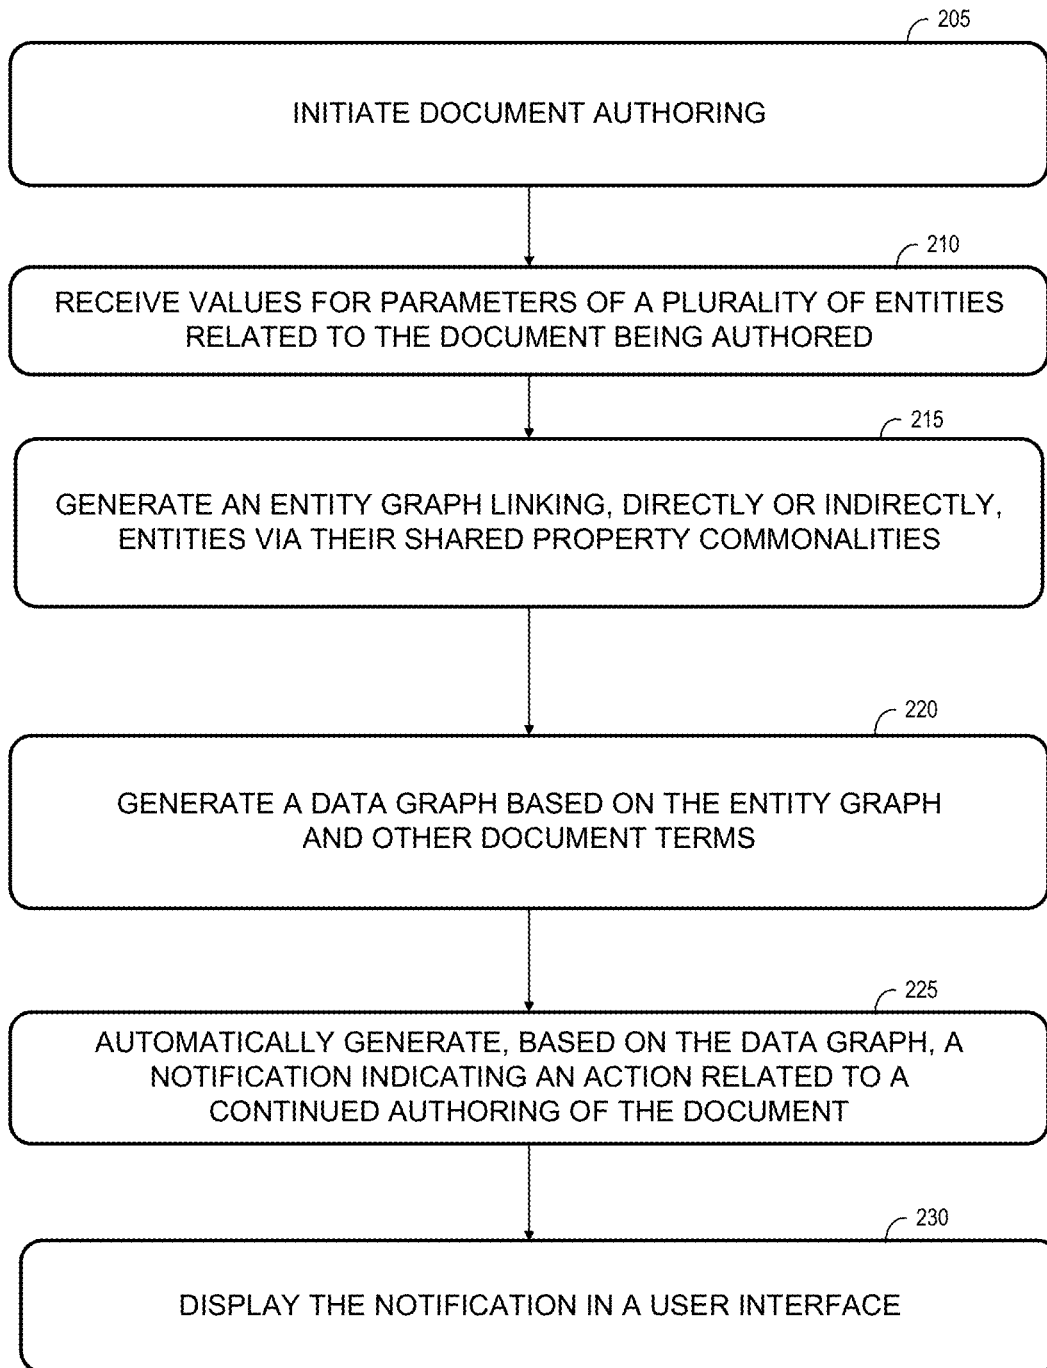 205
INITIATE DOCUMENT AUTHORING
210
RECEIVE VALUES FOR PARAMETERS OF A PLURALITY OF ENTITIES
RELATED TO THE DOCUMENT BEING AUTHORED
215
GENERATE AN ENTITY GRAPH LINKING, DIRECTLY OR INDIRECTLY,
ENTITIES VIA THEIR SHARED PROPERTY COMMONALITIES
220
GENERATE A DATA GRAPH BASED ON THE ENTITY GRAPH
AND OTHER DOCUMENT TERMS
225
AUTOMATICALLY GENERATE, BASED ON THE DATA GRAPH, A
NOTIFICATION INDICATING AN ACTION RELATED TO A
CONTINUED AUTHORING OF THE DOCUMENT
230
DISPLAY THE NOTIFICATION IN A USER INTERFACE